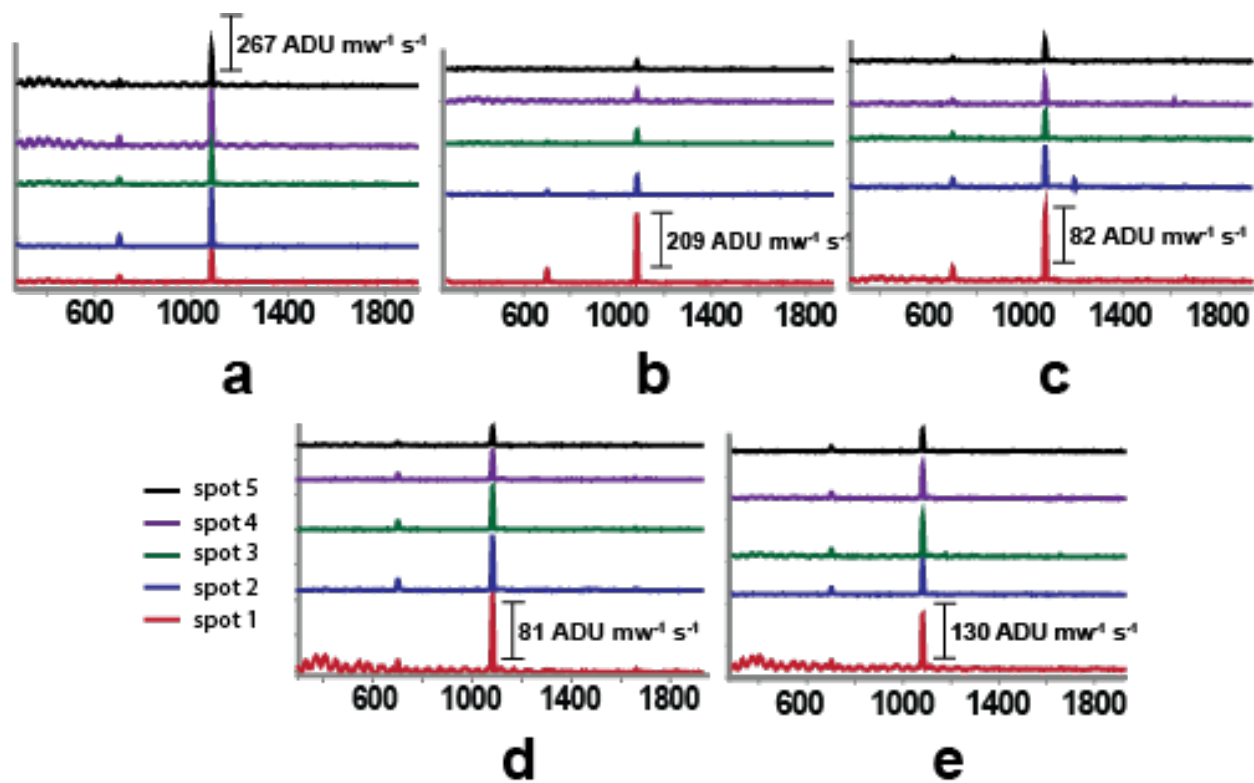 267 ADU mw⁻¹ s⁻¹
600 1000 1400 1800
a
209 ADU mw⁻¹ s⁻¹
600 1000 1400 1800
b
82 ADU mw⁻¹ s⁻¹
600 1000 1400 1800
c
spot 5
spot 4
spot 3
spot 2
spot 1
81 ADU mw⁻¹ s⁻¹
600 1000 1400 1800
d
130 ADU mw⁻¹ s⁻¹
600 1000 1400 1800
e